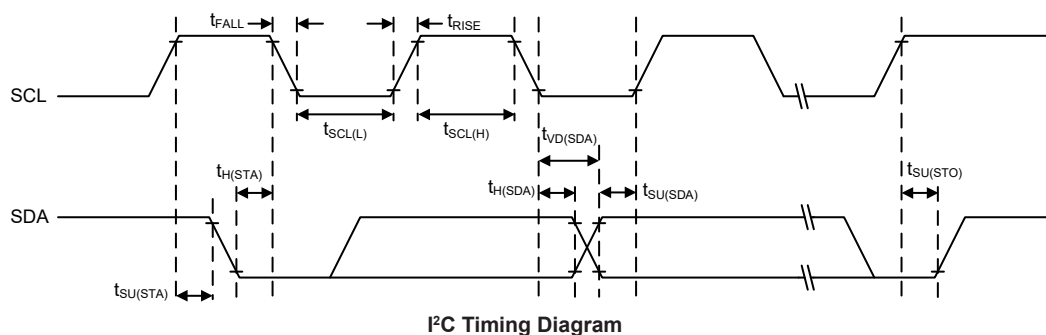 tFALL
tRISE
SCL
tSCL(L)
tSCL(H)
tVD(SDA)
tH(STA)
tH(SDA)
tSU(SDA)
tSU(STO)
SDA
tSU(STA)
I²C Timing Diagram